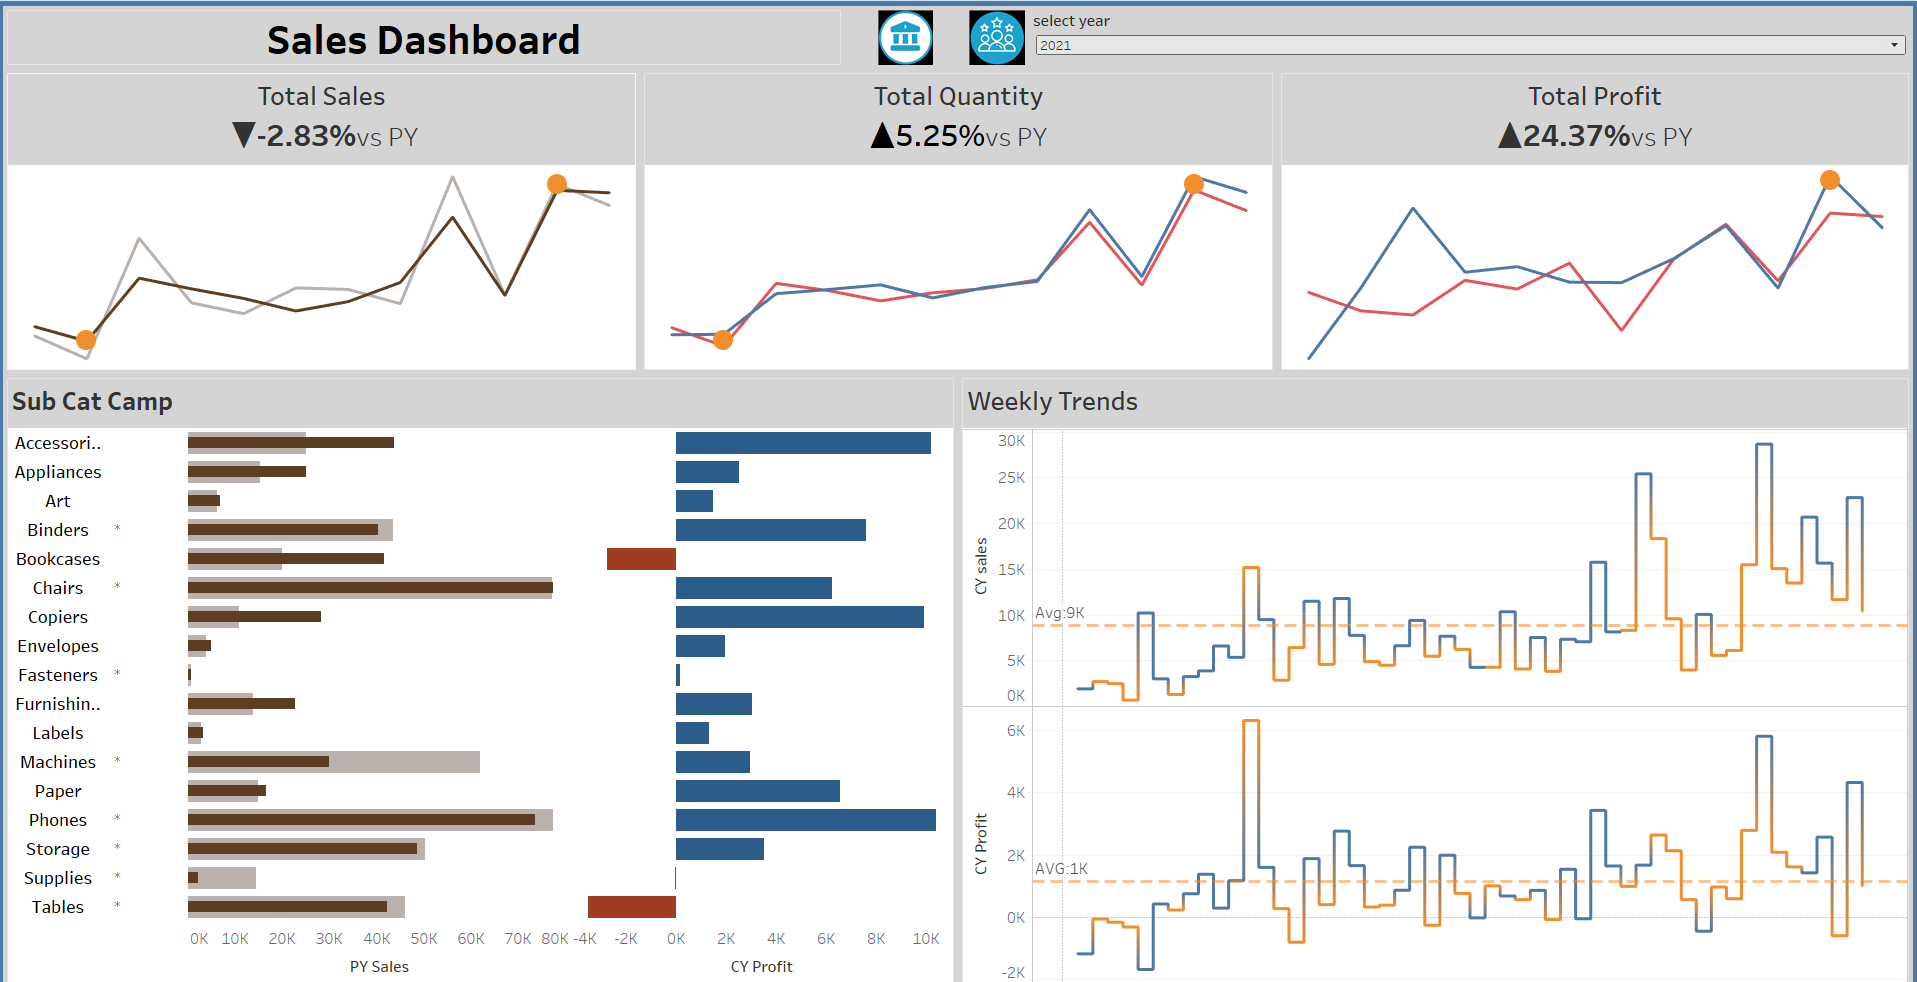 Sales Dashboard
select year
2021
Total Sales
▼-2.83%vs PY
Total Quantity
▲5.25%vs PY
Total Profit
▲24.37%vs PY
Sub Cat Camp
Accessori..
Appliances
Art
Binders *
Bookcases
Chairs *
Copiers
Envelopes
Fasteners *
Furnishin..
Labels
Machines *
Paper
Phones *
Storage *
Supplies *
Tables *
0K 10K 20K 30K 40K 50K 60K 70K 80K -4K -2K 0K 2K 4K 6K 8K 10K
PY Sales
CY Profit
Weekly Trends
30K
25K
20K
15K
10K
5K
0K
CY sales
Avg:9K
6K
4K
2K
0K
-2K
CY Profit
AVG:1K